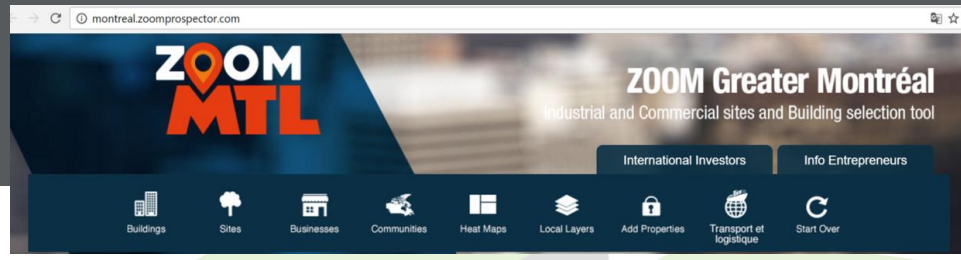 montreal.zoomprospector.com
ZOOM
MTL
ZOOM Greater Montréal
Industrial and Commercial sites and Building selection tool
International Investors
Info Entrepreneurs
Buildings
Sites
Businesses
Communities
Heat Maps
Local Layers
Add Properties
Transport et
logistique
Start Over